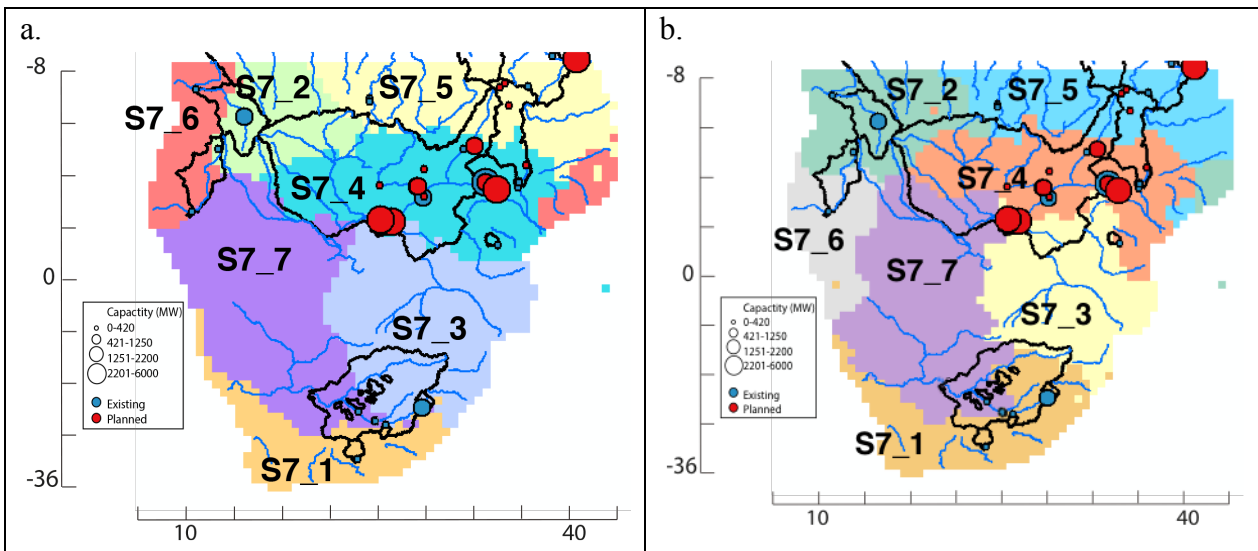 a.
-8
0
-36
10
40
S7_2
S7_5
S7_6
S7_4
S7_7
S7_3
S7_1
Capactity (MW)
0-420
421-1250
1251-2200
2201-6000
Existing
Planned
b.
-8
0
-36
10
40
S7_2
S7_5
S7_4
S7_6
S7_7
S7_3
S7_1
Capactity (MW)
0-420
421-1250
1251-2200
2201-6000
Existing
Planned